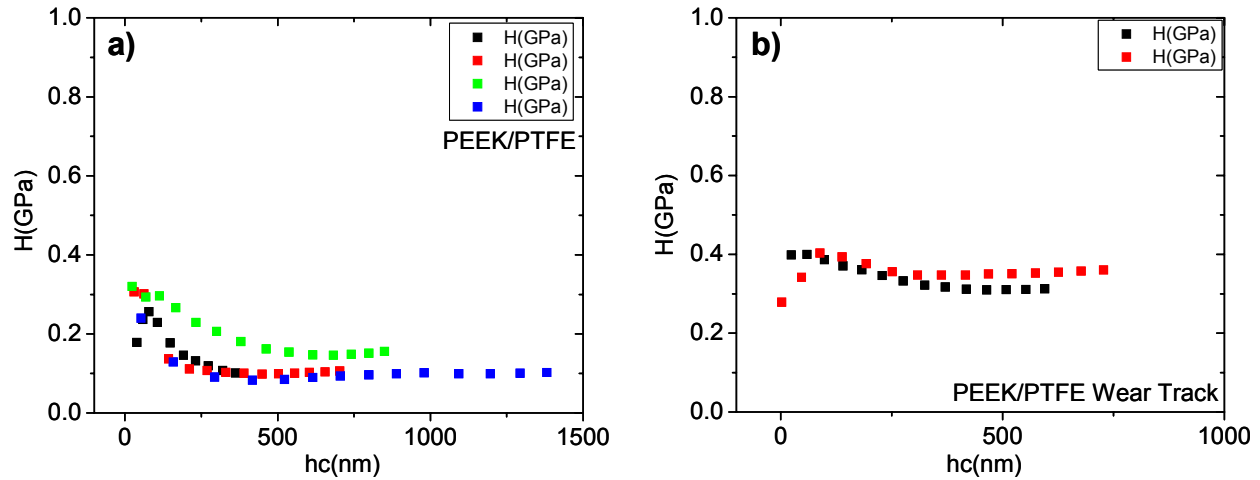 a)
H(GPa)
H(GPa)
H(GPa)
H(GPa)
PEEK/PTFE
1.0
0.8
0.6
0.4
0.2
0.0
H(GPa)
0
500
1000
1500
hc(nm)
b)
H(GPa)
H(GPa)
1.0
0.8
0.6
0.4
0.2
0.0
H(GPa)
PEEK/PTFE Wear Track
0
500
1000
hc(nm)